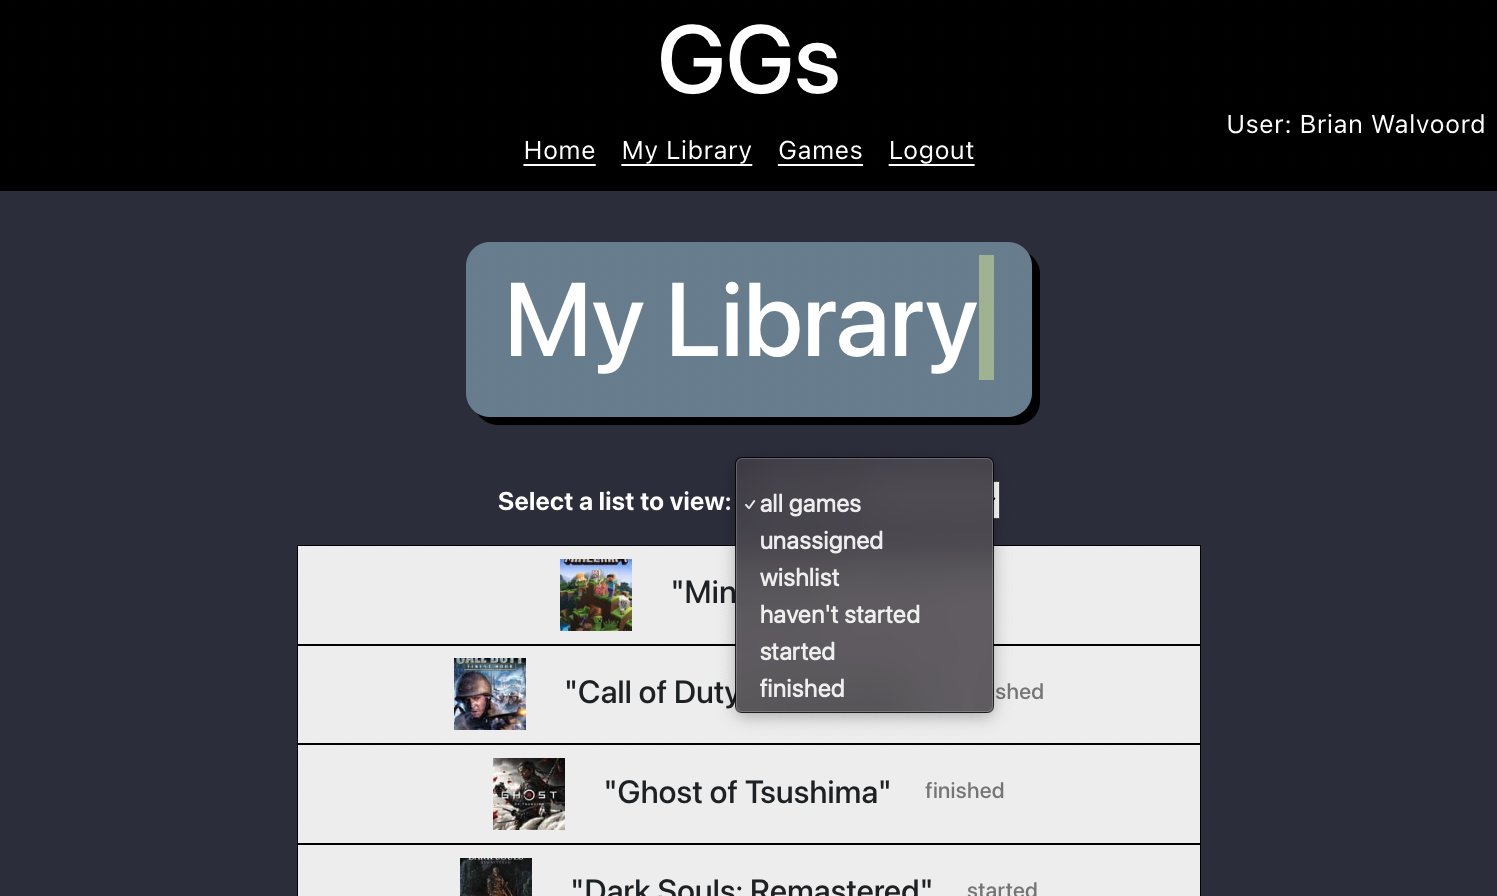 GGs
User: Brian Walvoord
Home My Library Games Logout
My Library
Select a list to view:
✓ all games
unassigned
wishlist
haven't started
started
finished
"Min
"Call of Duty
shed
GHOST
"Ghost of Tsushima" finished
"Dark Souls: Remastered" started